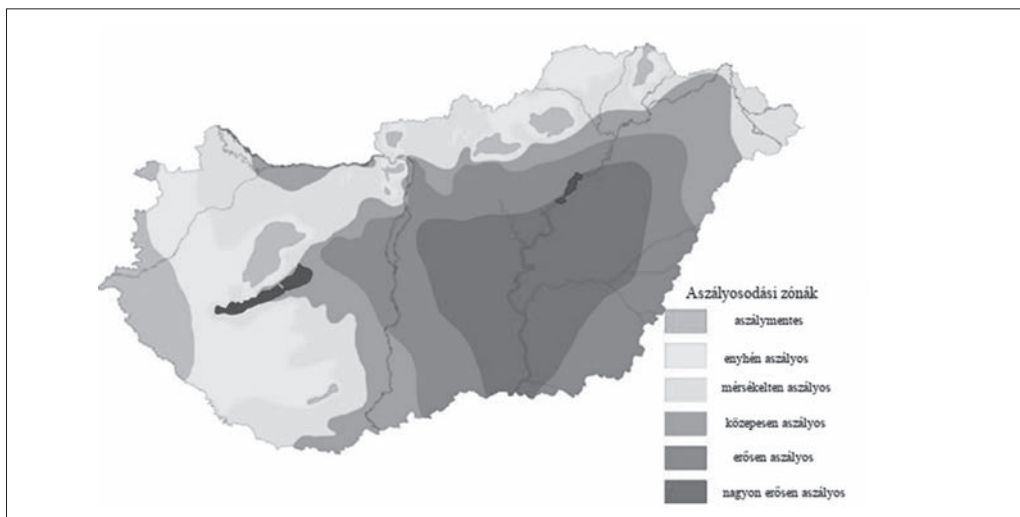 Aszályosodási zónák
aszálymentes
enyhén aszályos
mérsékelten aszályos
közepesen aszályos
erősen aszályos
nagyon erősen aszályos